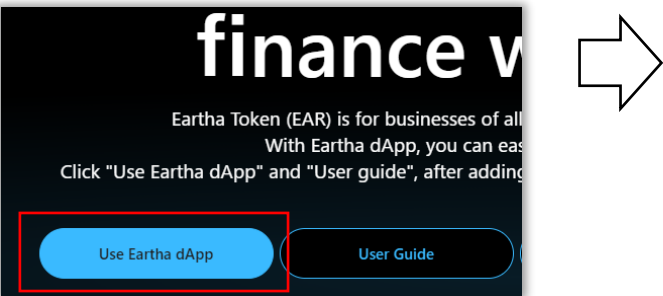 finance
Eartha Token (EAR) is for businesses of all
With Eartha dApp, you can eas
Click "Use Eartha dApp" and "User guide", after adding
Use Eartha dApp
User Guide